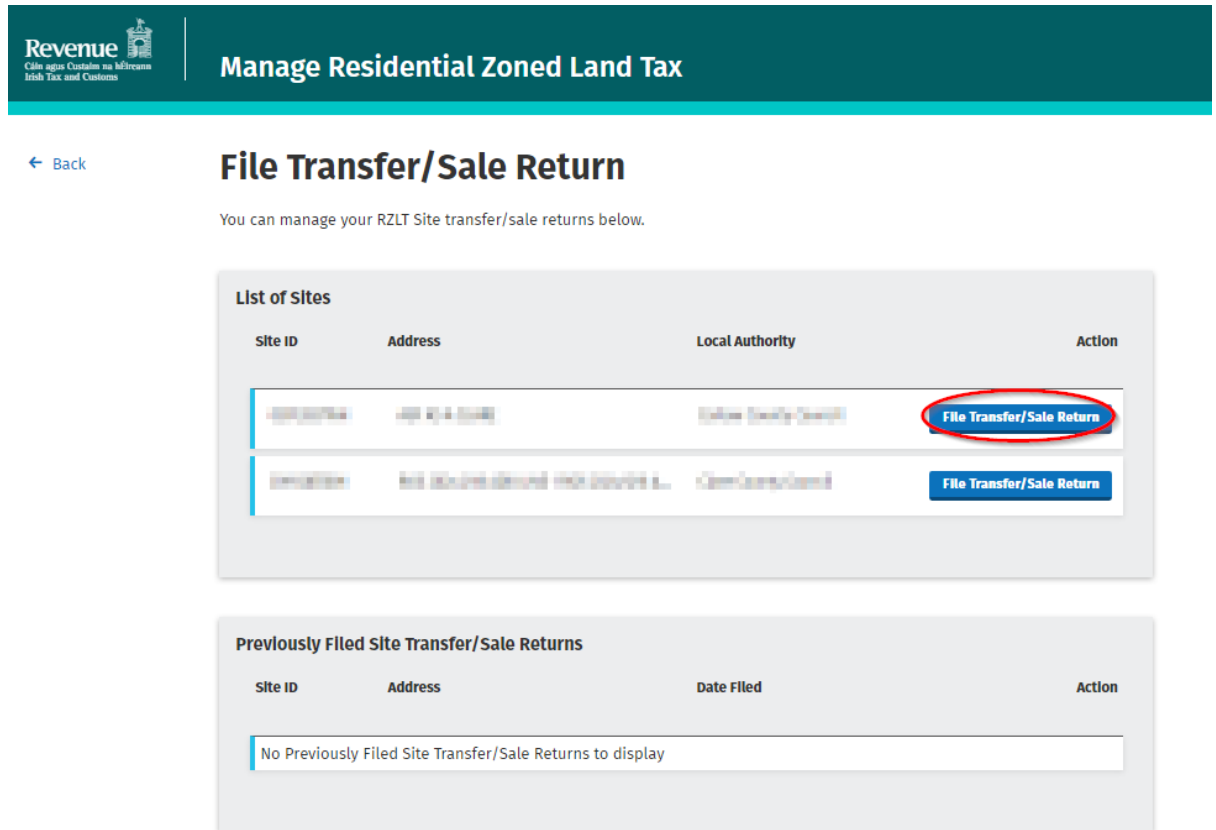 Revenue
Cáin agus Custaim na hÉireann
Irish Tax and Customs
Manage Residential Zoned Land Tax
← Back
File Transfer/Sale Return
You can manage your RZLT Site transfer/sale returns below.
List of Sites
Site ID Address Local Authority Action
File Transfer/Sale Return
File Transfer/Sale Return
Previously Filed Site Transfer/Sale Returns
Site ID Address Date Filed Action
No Previously Filed Site Transfer/Sale Returns to display